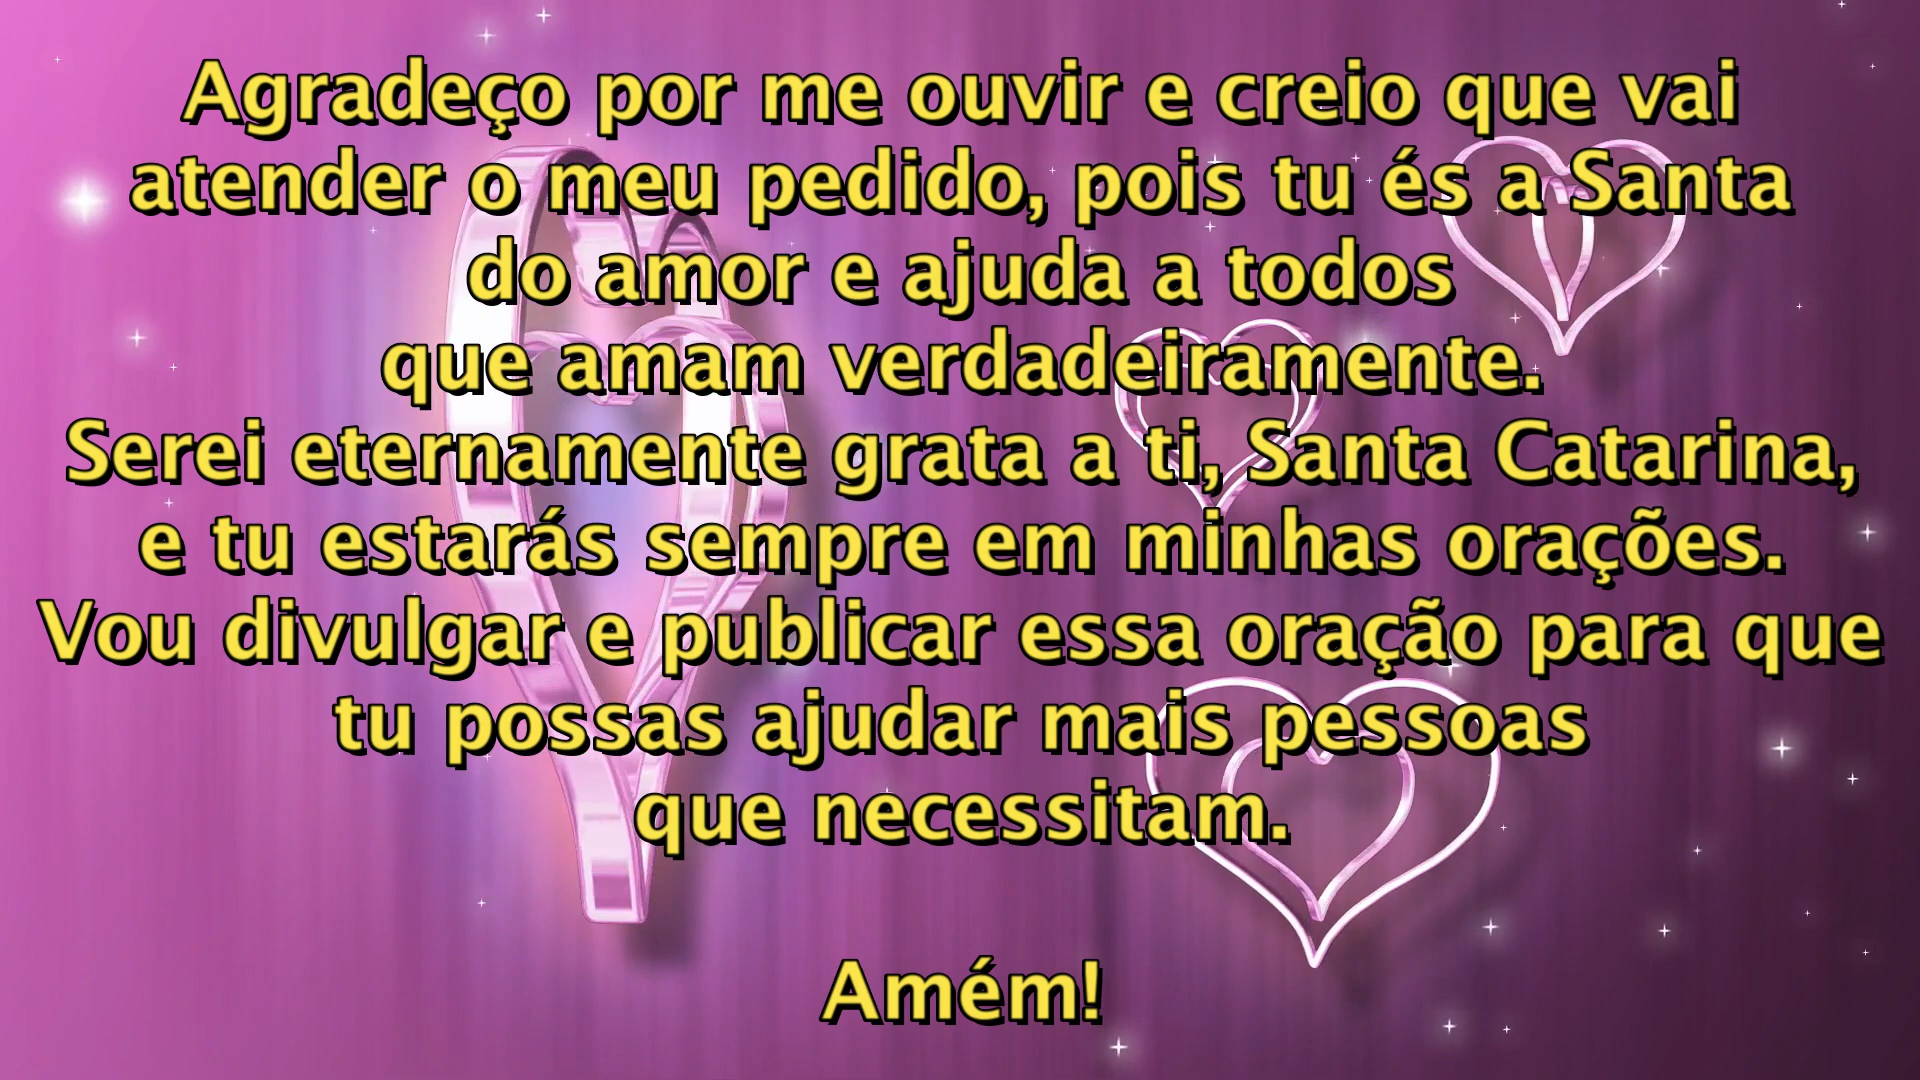 Agradeço por me ouvir e creio que vai
atender o meu pedido, pois tu és a Santa
do amor e ajuda a todos
que amam verdadeiramente.
Serei eternamente grata a ti, Santa Catarina,
e tu estarás sempre em minhas orações.
Vou divulgar e publicar essa oração para que
tu possas ajudar mais pessoas
que necessitam.
Amém!